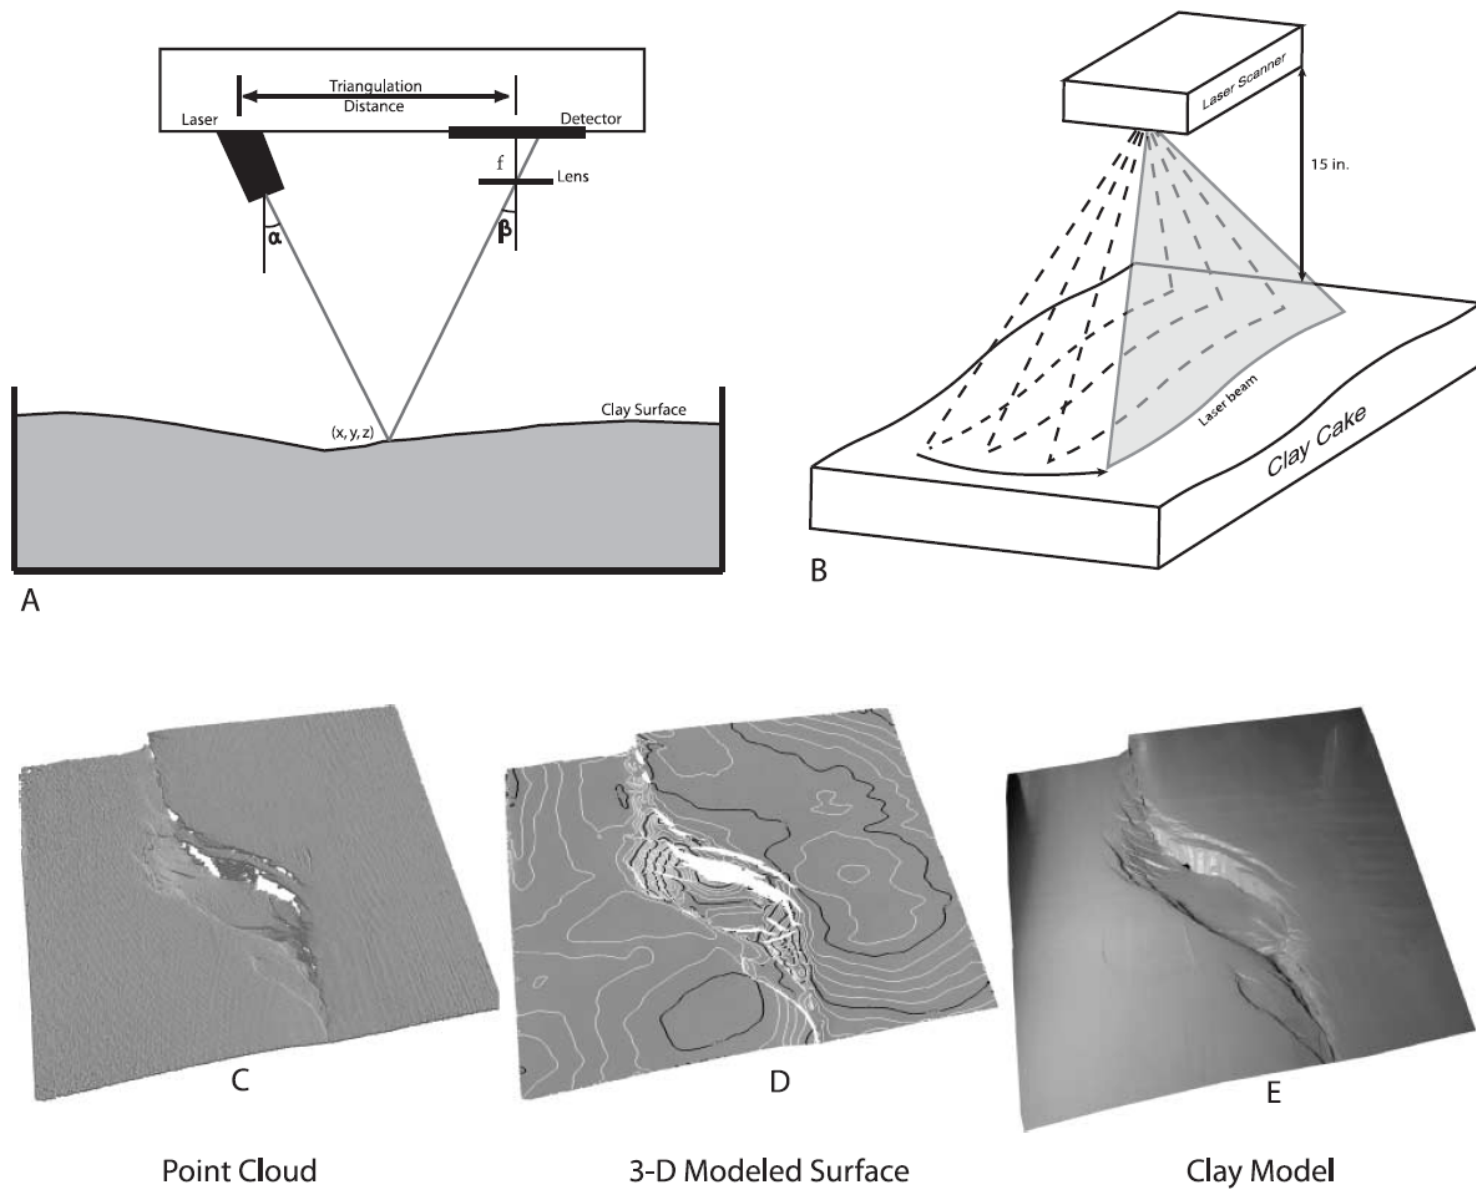 Triangulation
Distance
Laser
Detector
f
Lens
α
β
(x, y, z)
Clay Surface
A
Laser Scanner
15 in.
Laser beam
Clay Cake
B
C
D
E
Point Cloud
3-D Modeled Surface
Clay Model